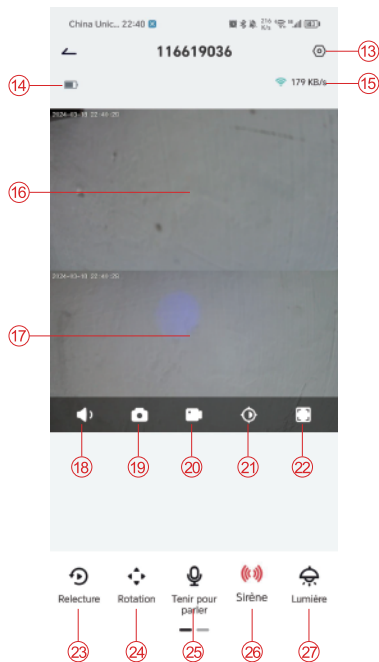 China Unic... 22:40
216 K/s
116619036
13
14
15
179 KB/s
2024-03-18 22:40:25
16
2024-03-18 22:40:25
17
18 19 20 21 22
Relecture Rotation Tenir pour parler Sirène Lumière
23 24 25 26 27